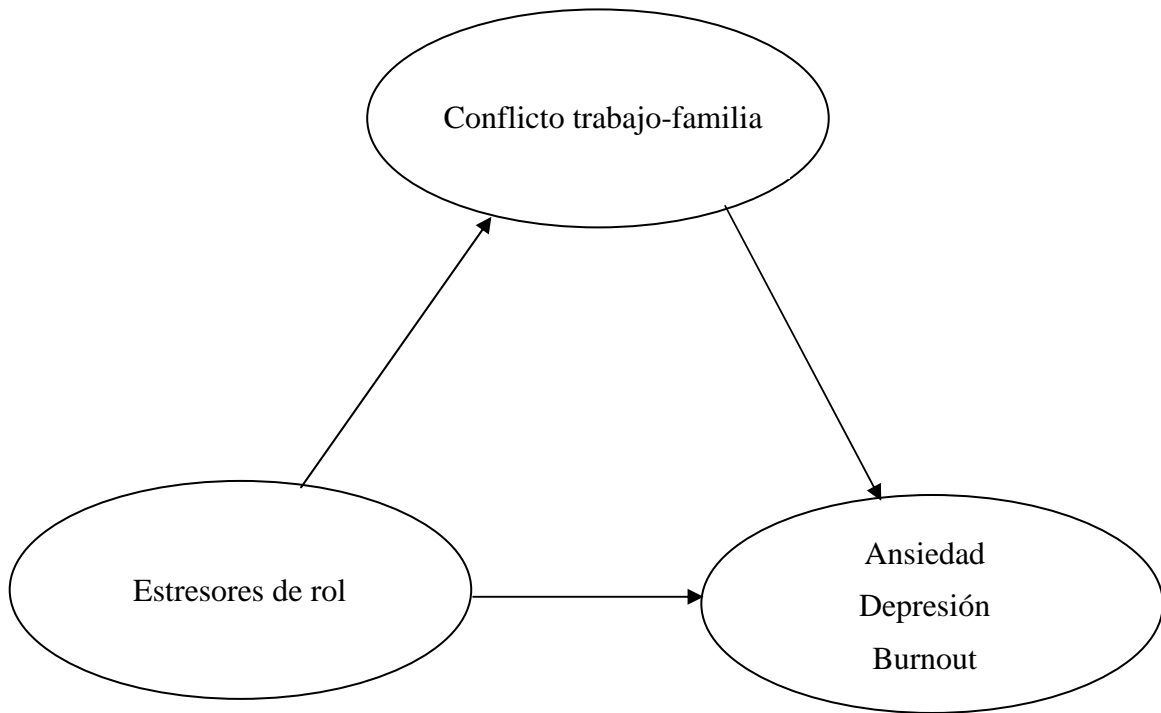 Conflicto trabajo-familia
Estresores de rol
Ansiedad
Depresión
Burnout